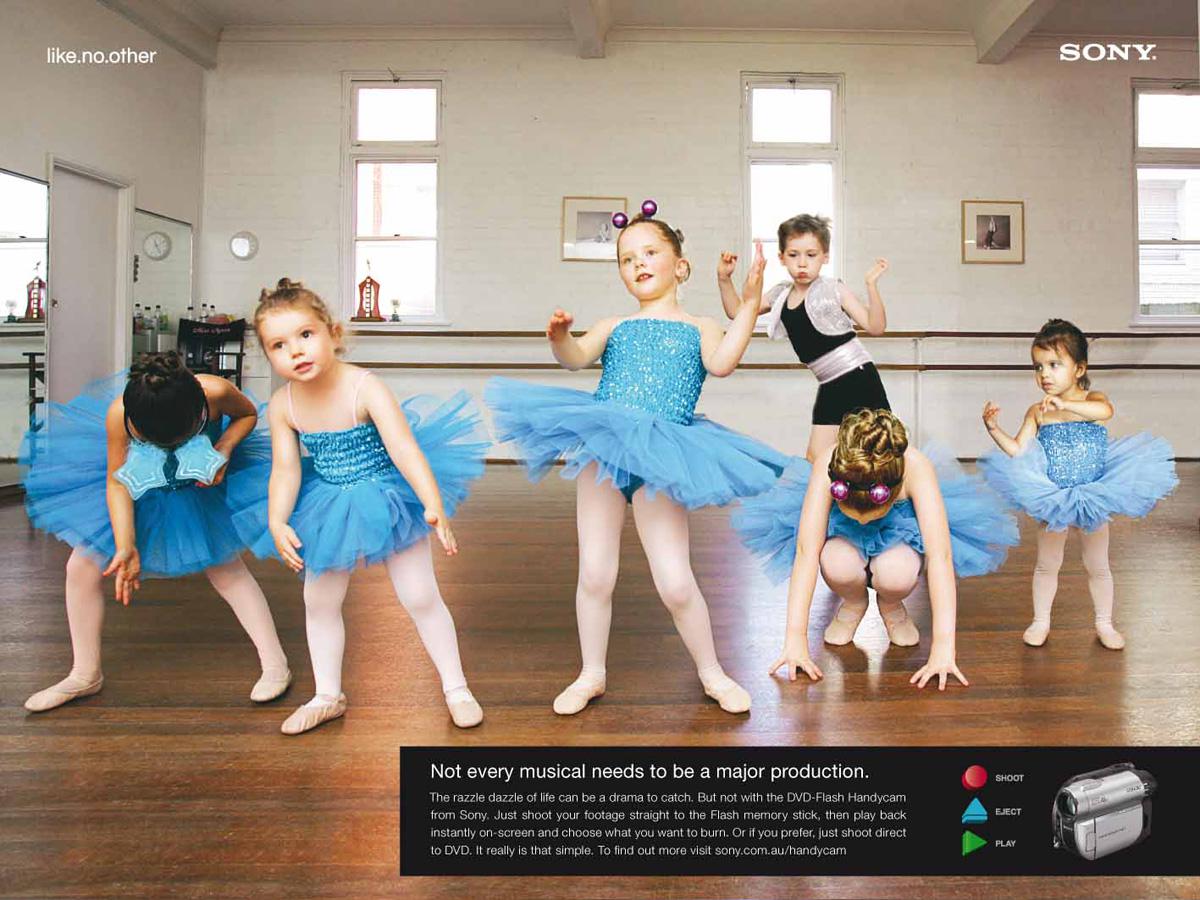 like.no.other
SONY.
Not every musical needs to be a major production.
The razzle dazzle of life can be a drama to catch. But not with the DVD-Flash Handycam
from Sony. Just shoot your footage straight to the Flash memory stick, then play back
instantly on-screen and choose what you want to burn. Or if you prefer, just shoot direct
to DVD. It really is that simple. To find out more visit sony.com.au/handycam
SHOOT
EJECT
PLAY